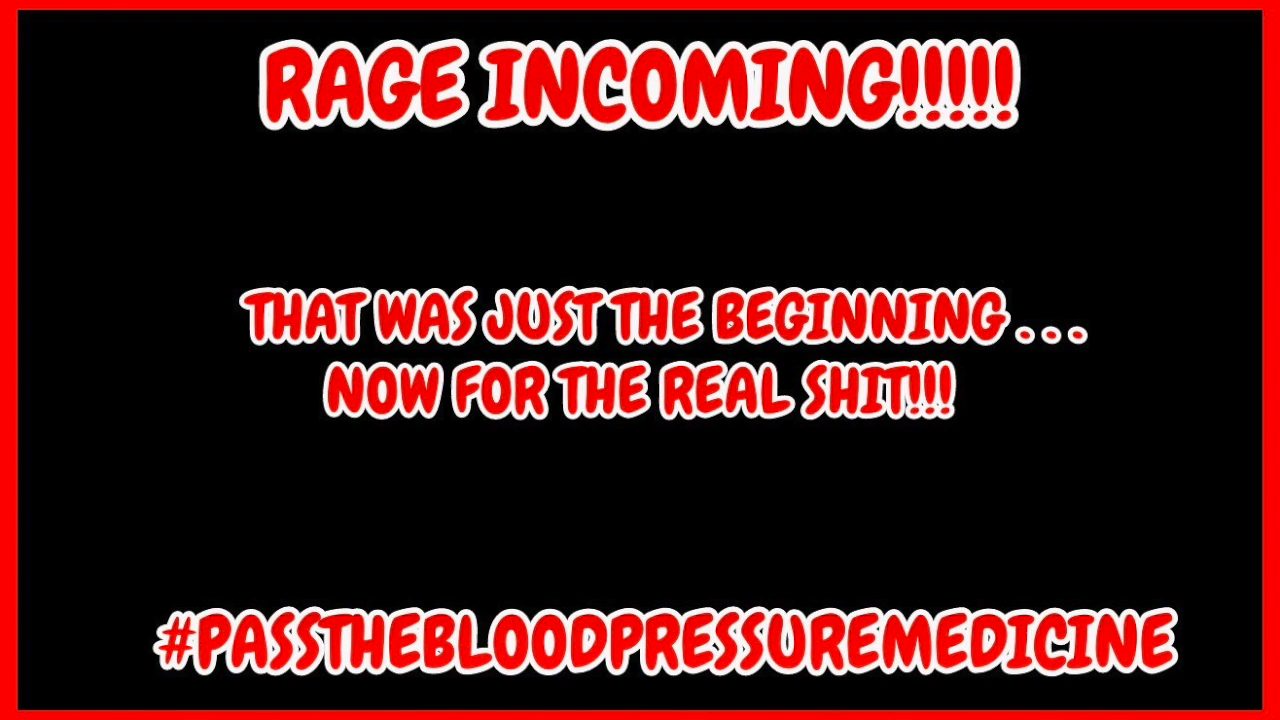 RAGE INCOMING!!!!!
THAT WAS JUST THE BEGINNING . . .
NOW FOR THE REAL SHIT!!!
#PASSTHEBLOODPRESSUREMEDICINE